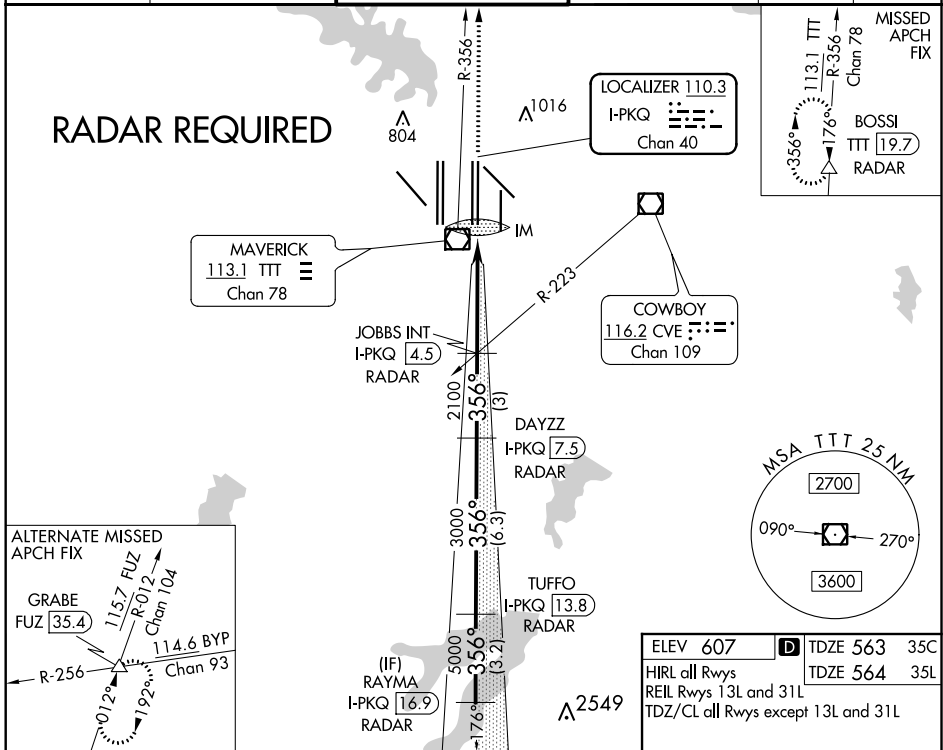 RADAR REQUIRED
R-356
804
1016
LOCALIZER 110.3
I-PKQ
Chan 40
MISSED
APCH
FIX
113.1 TTT
R-356
Chan 78
356°
176°
BOSSI
TTT 19.7
RADAR
IM
MAVERICK
113.1 TTT
Chan 78
R-223
COWBOY
116.2 CVE
Chan 109
JOBBS INT
I-PKQ 4.5
RADAR
2100
356°
(3)
DAYZZ
I-PKQ 7.5
RADAR
3000
356°
(6.3)
TUFFO
I-PKQ 13.8
RADAR
5000
356°
(3.2)
(IF)
RAYMA
I-PKQ 16.9
RADAR
176°
2549
MSA TTT 25 NM
2700
090°
270°
3600
ALTERNATE MISSED
APCH FIX
115.7 FUZ
R-012
Chan 104
GRABE
FUZ 35.4
114.6 BYP
Chan 93
R-256
012°
192°
ELEV 607 D TDZE 563 35C
TDZE 564 35L
HIRL all Rwys
REIL Rwys 13L and 31L
TDZ/CL all Rwys except 13L and 31L